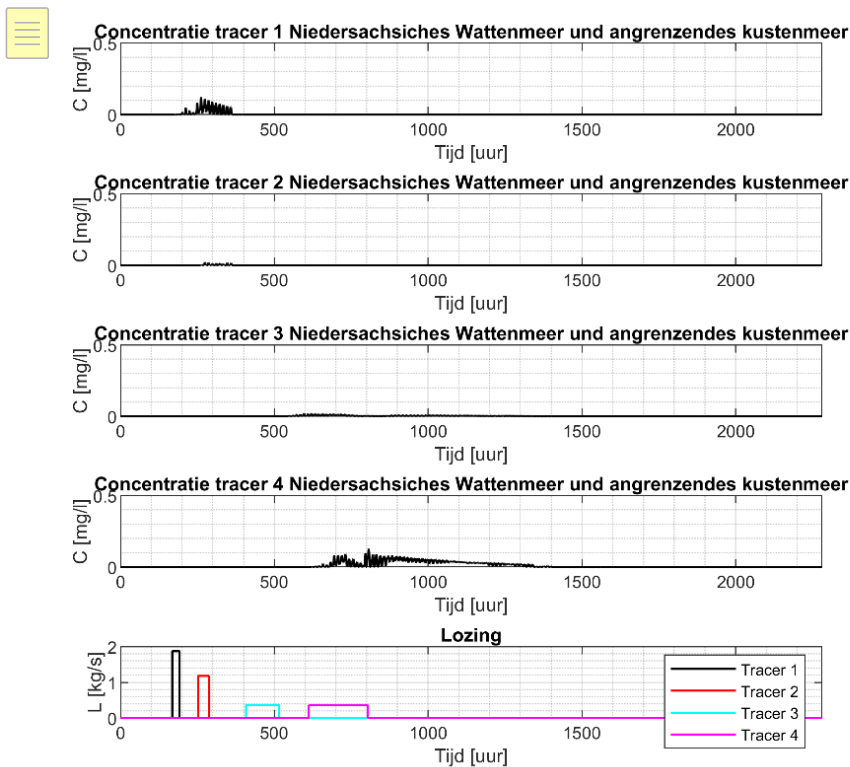 Concentratie tracer 1 Niedersachsiches Wattenmeer und angrenzendes kustenmeer
0.5
C [mg/l]
0
0 500 1000 1500 2000
Tijd [uur]
Concentratie tracer 2 Niedersachsiches Wattenmeer und angrenzendes kustenmeer
0.5
C [mg/l]
0
0 500 1000 1500 2000
Tijd [uur]
Concentratie tracer 3 Niedersachsiches Wattenmeer und angrenzendes kustenmeer
0.5
C [mg/l]
0
0 500 1000 1500 2000
Tijd [uur]
Concentratie tracer 4 Niedersachsiches Wattenmeer und angrenzendes kustenmeer
0.5
C [mg/l]
0
0 500 1000 1500 2000
Tijd [uur]
Lozing
2
L [kg/s]
1
0
Tracer 1
Tracer 2
Tracer 3
Tracer 4
0 500 1000 1500
Tijd [uur]